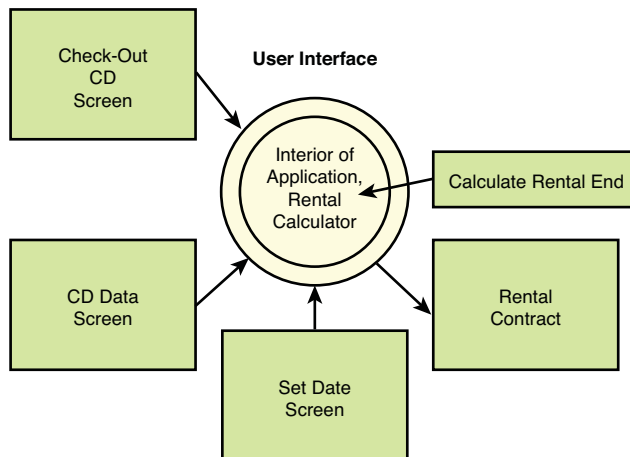 Check-Out
CD
Screen
User Interface
Interior of
Application,
Rental
Calculator
Calculate Rental End
CD Data
Screen
Set Date
Screen
Rental
Contract